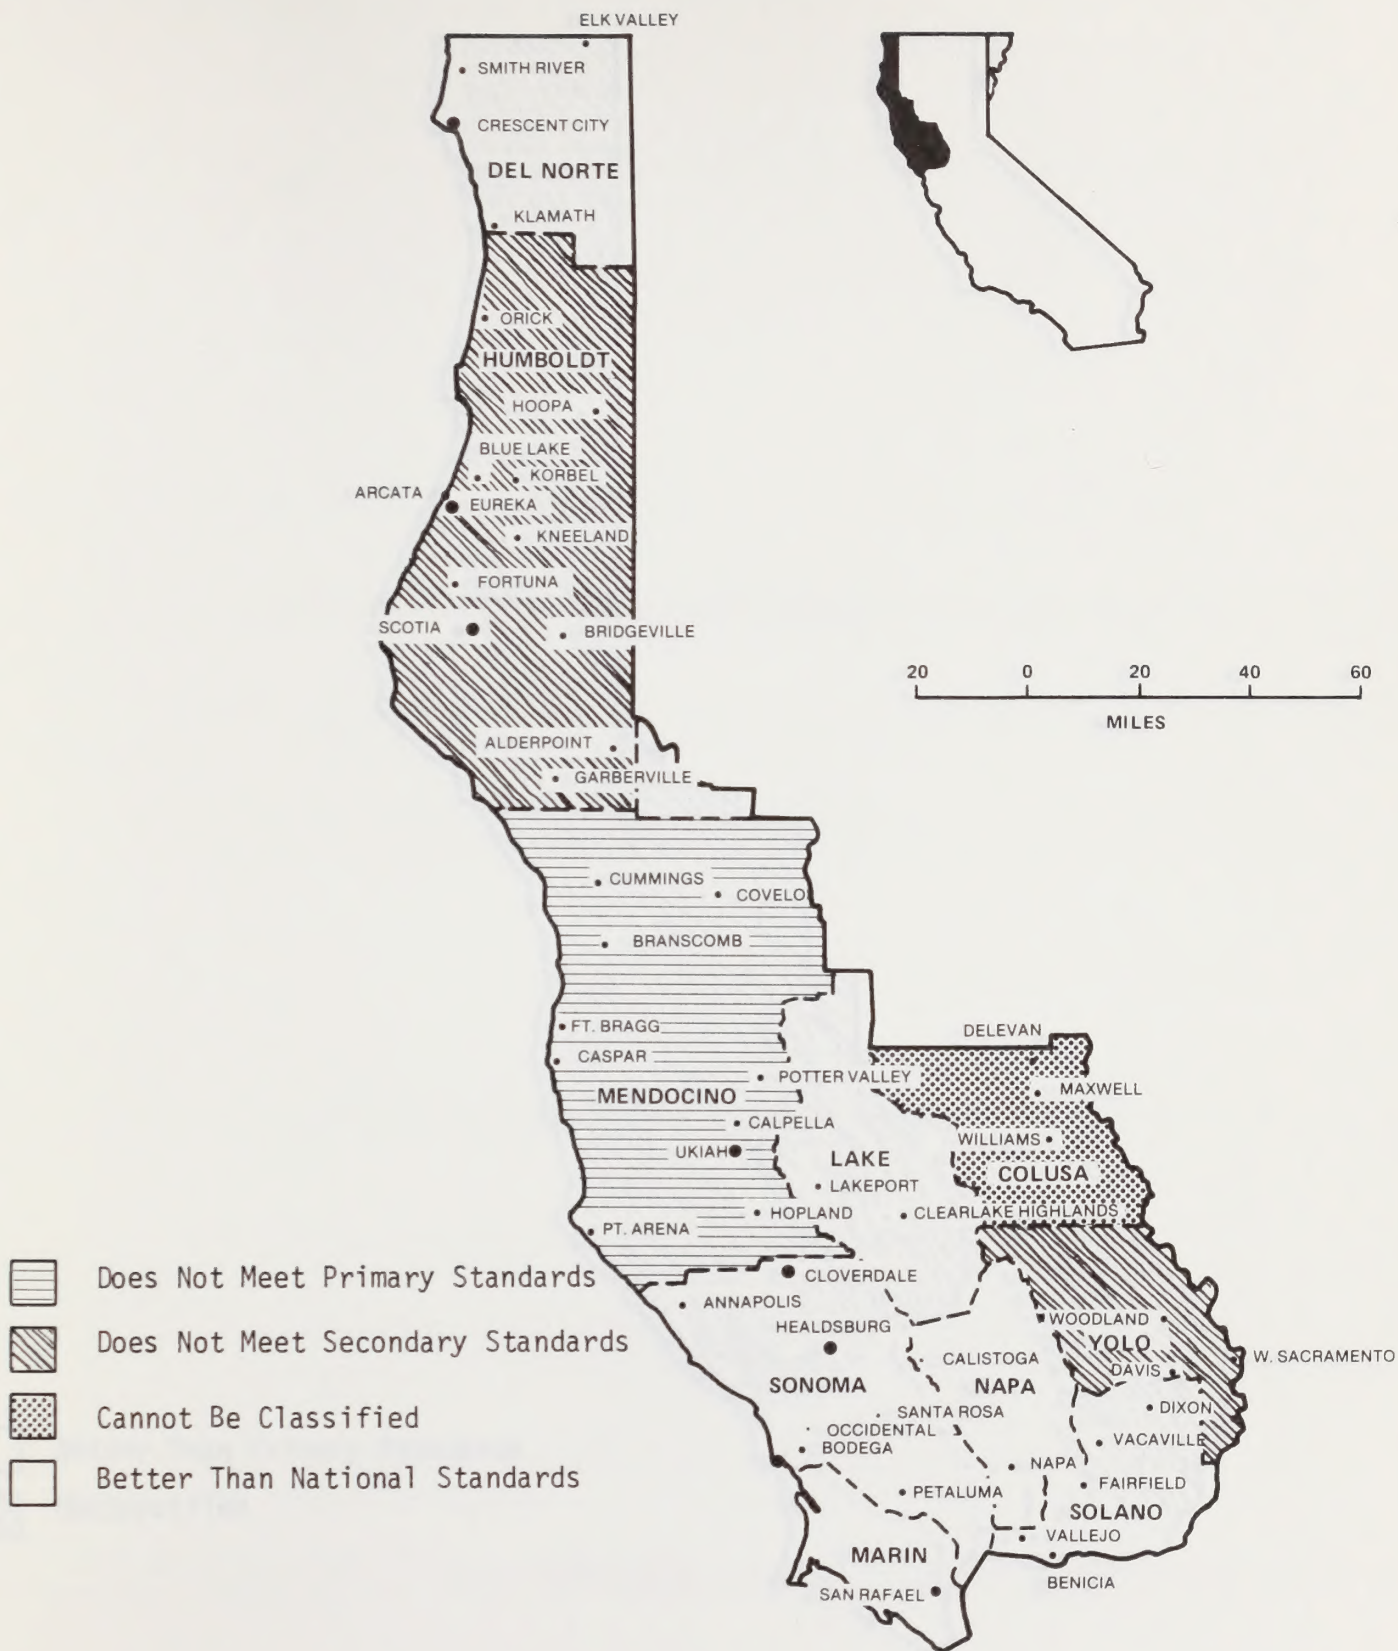 ELK VALLEY
SMITH RIVER
CRESCENT CITY
DEL NORTE
KLAMATH
ORICK
HUMBOLDT
HOOPA
BLUE LAKE
KORBEL
ARCATA
EUREKA
KNEELAND
FORTUNA
SCOTIA
BRIDGEVILLE
20 0 20 40 60
MILES
ALDERPOINT
GARBERVILLE
CUMMINGS
COVELO
BRANSCOMB
FT. BRAGG
DELEVAN
CASPAR
POTTER VALLEY
MAXWELL
MENDOCINO
CALPELLA
WILLIAMS
UKIAH
LAKE
COLUSA
LAKEPORT
HOPLAND
CLEARLAKE HIGHLANDS
PT. ARENA
CLOVERDALE
ANNAPOLIS
HEALDSBURG
WOODLAND
YOLO
W. SACRAMENTO
CALISTOGA
DAVIS
SONOMA
NAPA
DIXON
SANTA ROSA
OCCIDENTAL
VACAVILLE
BODEGA
NAPA
FAIRFIELD
PETALUMA
SOLANO
VALLEJO
MARIN
BENICIA
SAN RAFAEL
Does Not Meet Primary Standards
Does Not Meet Secondary Standards
Cannot Be Classified
Better Than National Standards